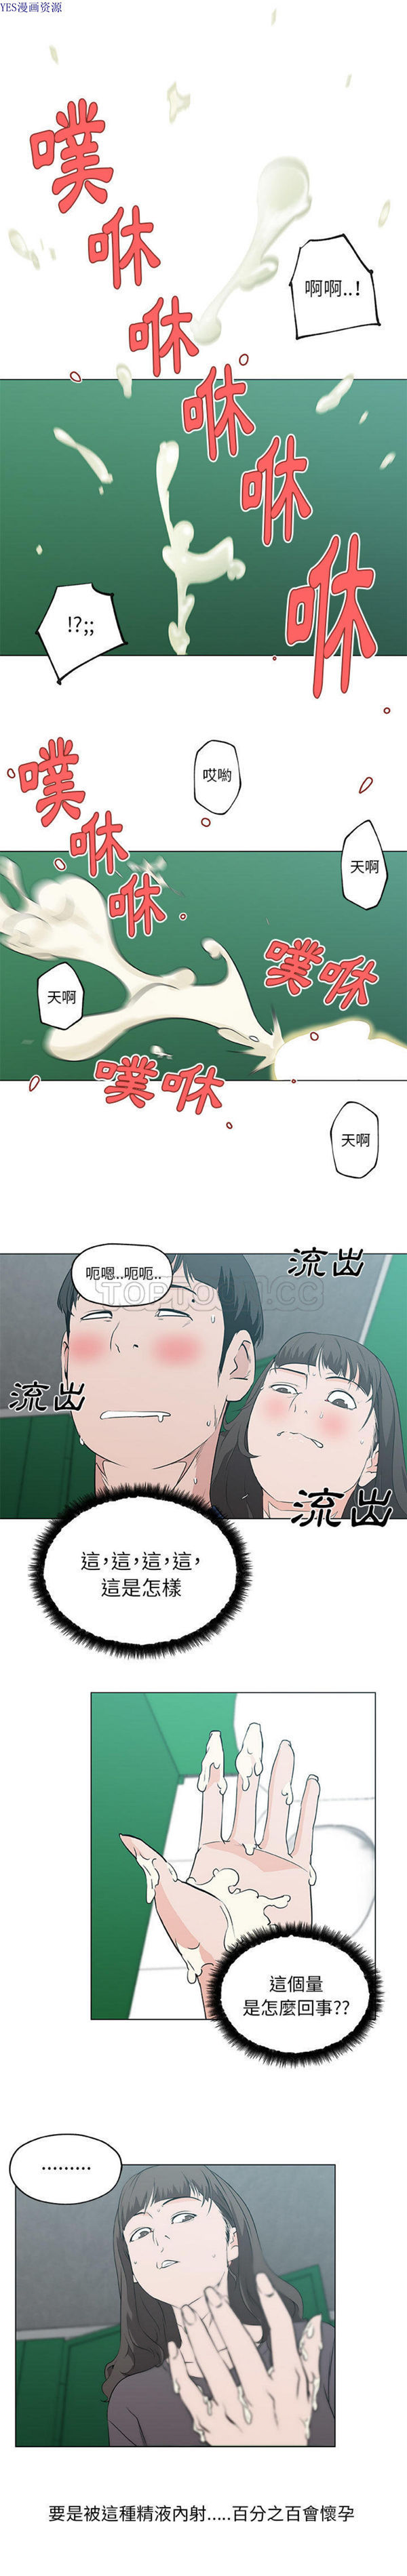 YES漫画资源
噗
咻
咻
咻
咻
咻
啊啊..!
!?;;
噗
咻
咻
哎喲
天啊
天啊
噗咻
噗咻
天啊
呃嗯..呃呃..
流出
流出
流出
這,這,這,這,
這是怎樣
這個量
是怎麼回事??
.........
要是被這種精液內射.....百分之百會懷孕